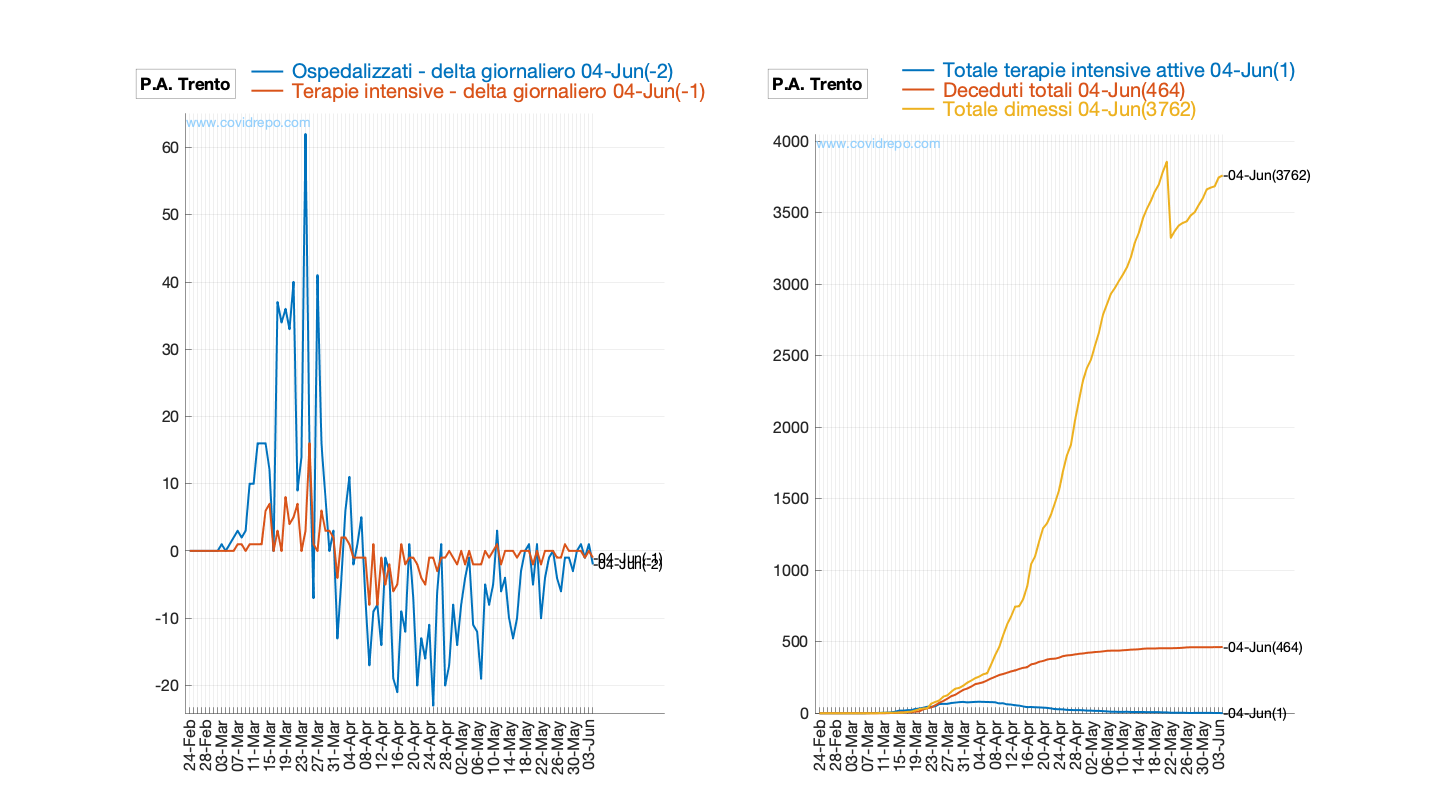 P.A. Trento
Ospedalizzati - delta giornaliero 04-Jun(-2)
Terapie intensive - delta giornaliero 04-Jun(-1)
www.covidrepo.com
60
50
40
30
20
10
0
-10
-20
-04-Jun(-1)
-04-Jun(-2)
24-Feb
28-Feb
03-Mar
07-Mar
11-Mar
15-Mar
19-Mar
23-Mar
27-Mar
31-Mar
04-Apr
08-Apr
12-Apr
16-Apr
20-Apr
24-Apr
28-Apr
02-May
06-May
10-May
14-May
18-May
22-May
26-May
30-May
03-Jun
P.A. Trento
Totale terapie intensive attive 04-Jun(1)
Deceduti totali 04-Jun(464)
Totale dimessi 04-Jun(3762)
www.covidrepo.com
4000
3500
3000
2500
2000
1500
1000
500
0
-04-Jun(3762)
-04-Jun(464)
-04-Jun(1)
24-Feb
28-Feb
03-Mar
07-Mar
11-Mar
15-Mar
19-Mar
23-Mar
27-Mar
31-Mar
04-Apr
08-Apr
12-Apr
16-Apr
20-Apr
24-Apr
28-Apr
02-May
06-May
10-May
14-May
18-May
22-May
26-May
30-May
03-Jun